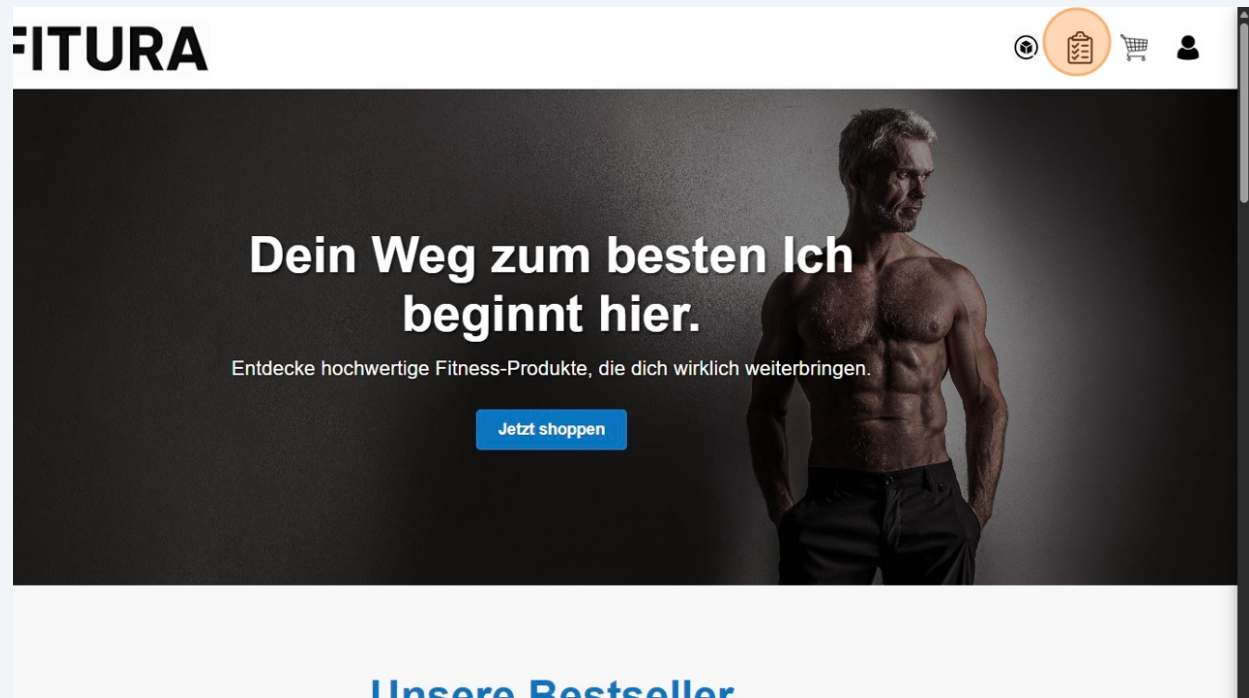 FITURA
Dein Weg zum besten Ich
beginnt hier.
Entdecke hochwertige Fitness-Produkte, die dich wirklich weiterbringen.
Jetzt shoppen
Unsere Bestseller